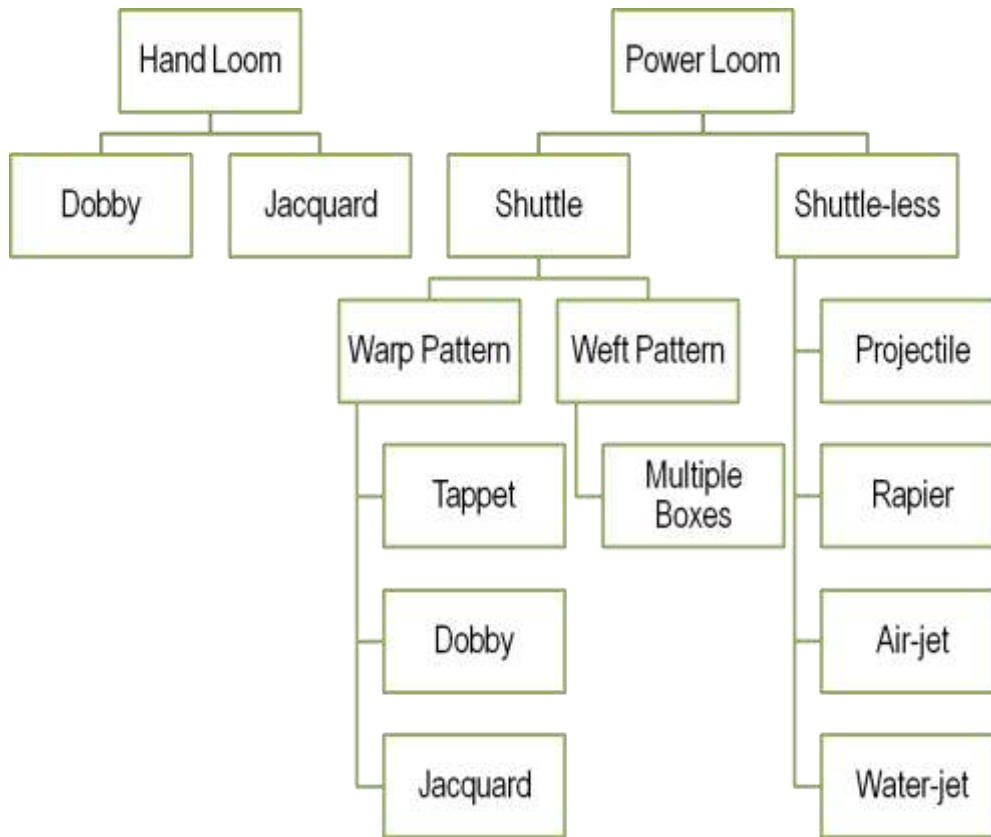 Hand Loom
Power Loom
Dobby
Jacquard
Shuttle
Shuttle-less
Warp Pattern
Weft Pattern
Projectile
Tappet
Multiple
Boxes
Rapier
Dobby
Air-jet
Jacquard
Water-jet